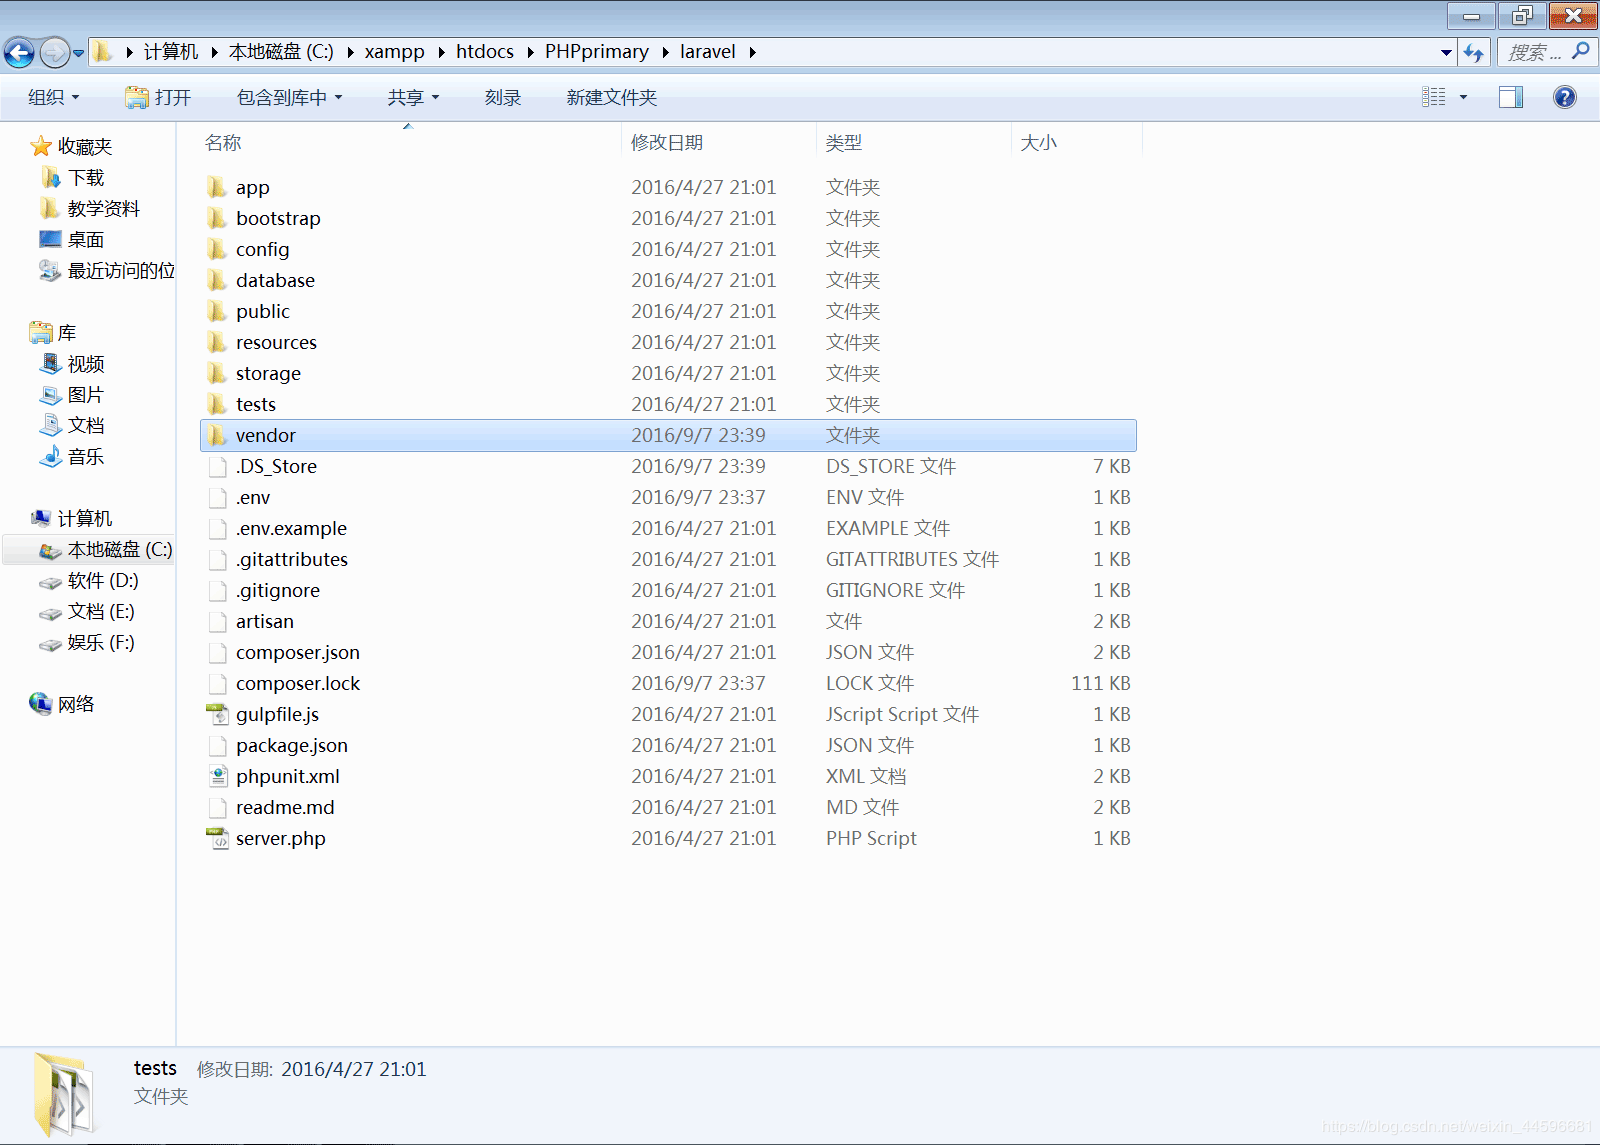 计算机 本地磁盘 (C:) xampp htdocs PHPprimary laravel 搜索 ...
组织 打开 包含到库中 共享 刻录 新建文件夹
收藏夹
下载
教学资料
桌面
最近访问的位
库
视频
图片
文档
音乐
计算机
本地磁盘 (C:)
软件 (D:)
文档 (E:)
娱乐 (F:)
网络
名称 修改日期 类型 大小
app 2016/4/27 21:01 文件夹
bootstrap 2016/4/27 21:01 文件夹
config 2016/4/27 21:01 文件夹
database 2016/4/27 21:01 文件夹
public 2016/4/27 21:01 文件夹
resources 2016/4/27 21:01 文件夹
storage 2016/4/27 21:01 文件夹
tests 2016/4/27 21:01 文件夹
vendor 2016/9/7 23:39 文件夹
.DS_Store 2016/9/7 23:39 DS_STORE 文件 7 KB
.env 2016/9/7 23:37 ENV 文件 1 KB
.env.example 2016/4/27 21:01 EXAMPLE 文件 1 KB
.gitattributes 2016/4/27 21:01 GITATTRIBUTES 文件 1 KB
.gitignore 2016/4/27 21:01 GITIGNORE 文件 1 KB
artisan 2016/4/27 21:01 文件 2 KB
composer.json 2016/4/27 21:01 JSON 文件 2 KB
composer.lock 2016/9/7 23:37 LOCK 文件 111 KB
gulpfile.js 2016/4/27 21:01 JScript Script 文件 1 KB
package.json 2016/4/27 21:01 JSON 文件 1 KB
phpunit.xml 2016/4/27 21:01 XML 文档 2 KB
readme.md 2016/4/27 21:01 MD 文件 2 KB
server.php 2016/4/27 21:01 PHP Script 1 KB
tests 修改日期: 2016/4/27 21:01
文件夹
https://blog.csdn.net/weixin_44596681